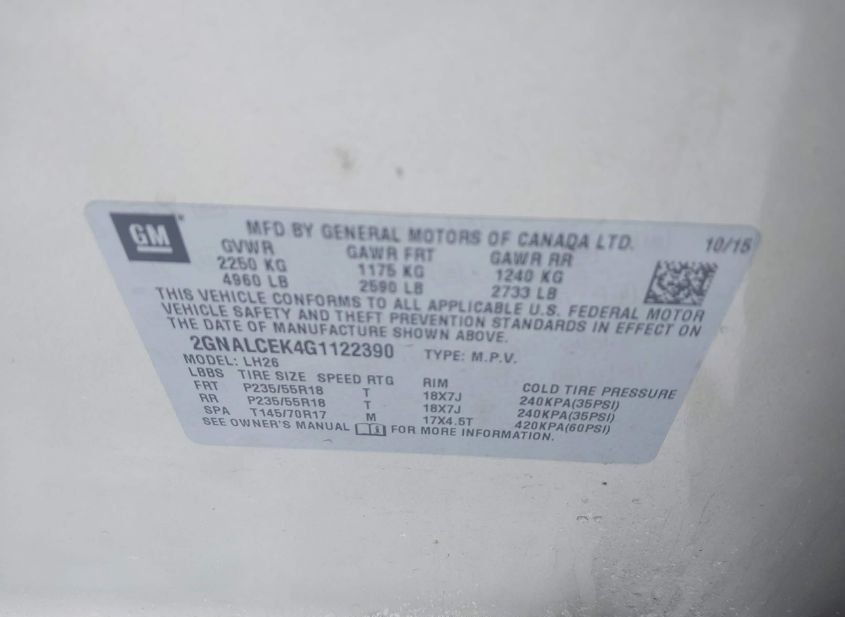 GM
MFD BY GENERAL MOTORS OF CANADA LTD. 10/15
GVWR GAWR FRT GAWR RR
2250 KG 1175 KG 1240 KG
4960 LB 2590 LB 2733 LB
THIS VEHICLE CONFORMS TO ALL APPLICABLE U.S. FEDERAL MOTOR
VEHICLE SAFETY AND THEFT PREVENTION STANDARDS IN EFFECT ON
THE DATE OF MANUFACTURE SHOWN ABOVE.
2GNALCEK4G1122390 TYPE: M.P.V.
MODEL: LH26
LBBS TIRE SIZE SPEED RTG RIM COLD TIRE PRESSURE
FRT P235/55R18 T 18X7J 240KPA(35PSI)
RR P235/55R18 T 18X7J 240KPA(35PSI)
SPA T145/70R17 M 17X4.5T 420KPA(60PSI)
SEE OWNER'S MANUAL FOR MORE INFORMATION.